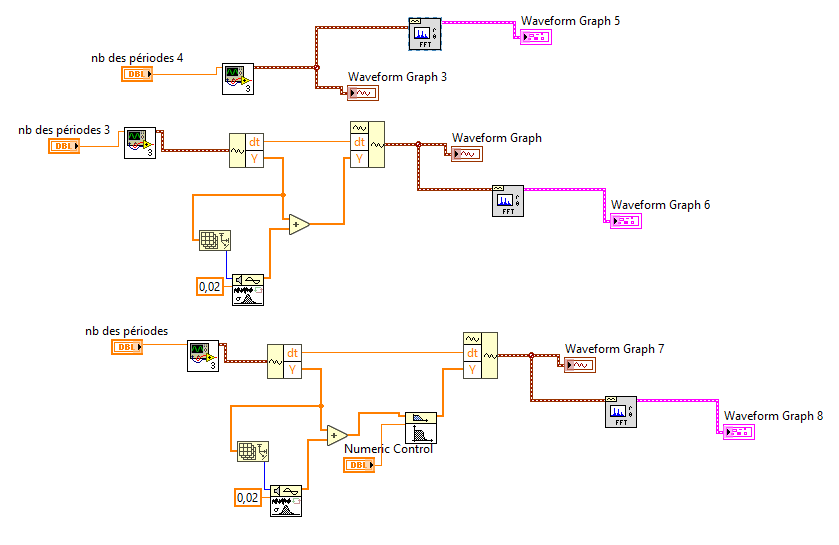 Waveform Graph 5
nb des périodes 4
FFT
DBL
3
Waveform Graph 3
nb des périodes 3
DBL
3
dt
Y
dt
Y
Waveform Graph
FFT
Waveform Graph 6
+
0,02
σ
nb des périodes
DBL
3
dt
Y
dt
Y
Waveform Graph 7
FFT
Waveform Graph 8
+
Numeric Control
DBL
0,02
σ